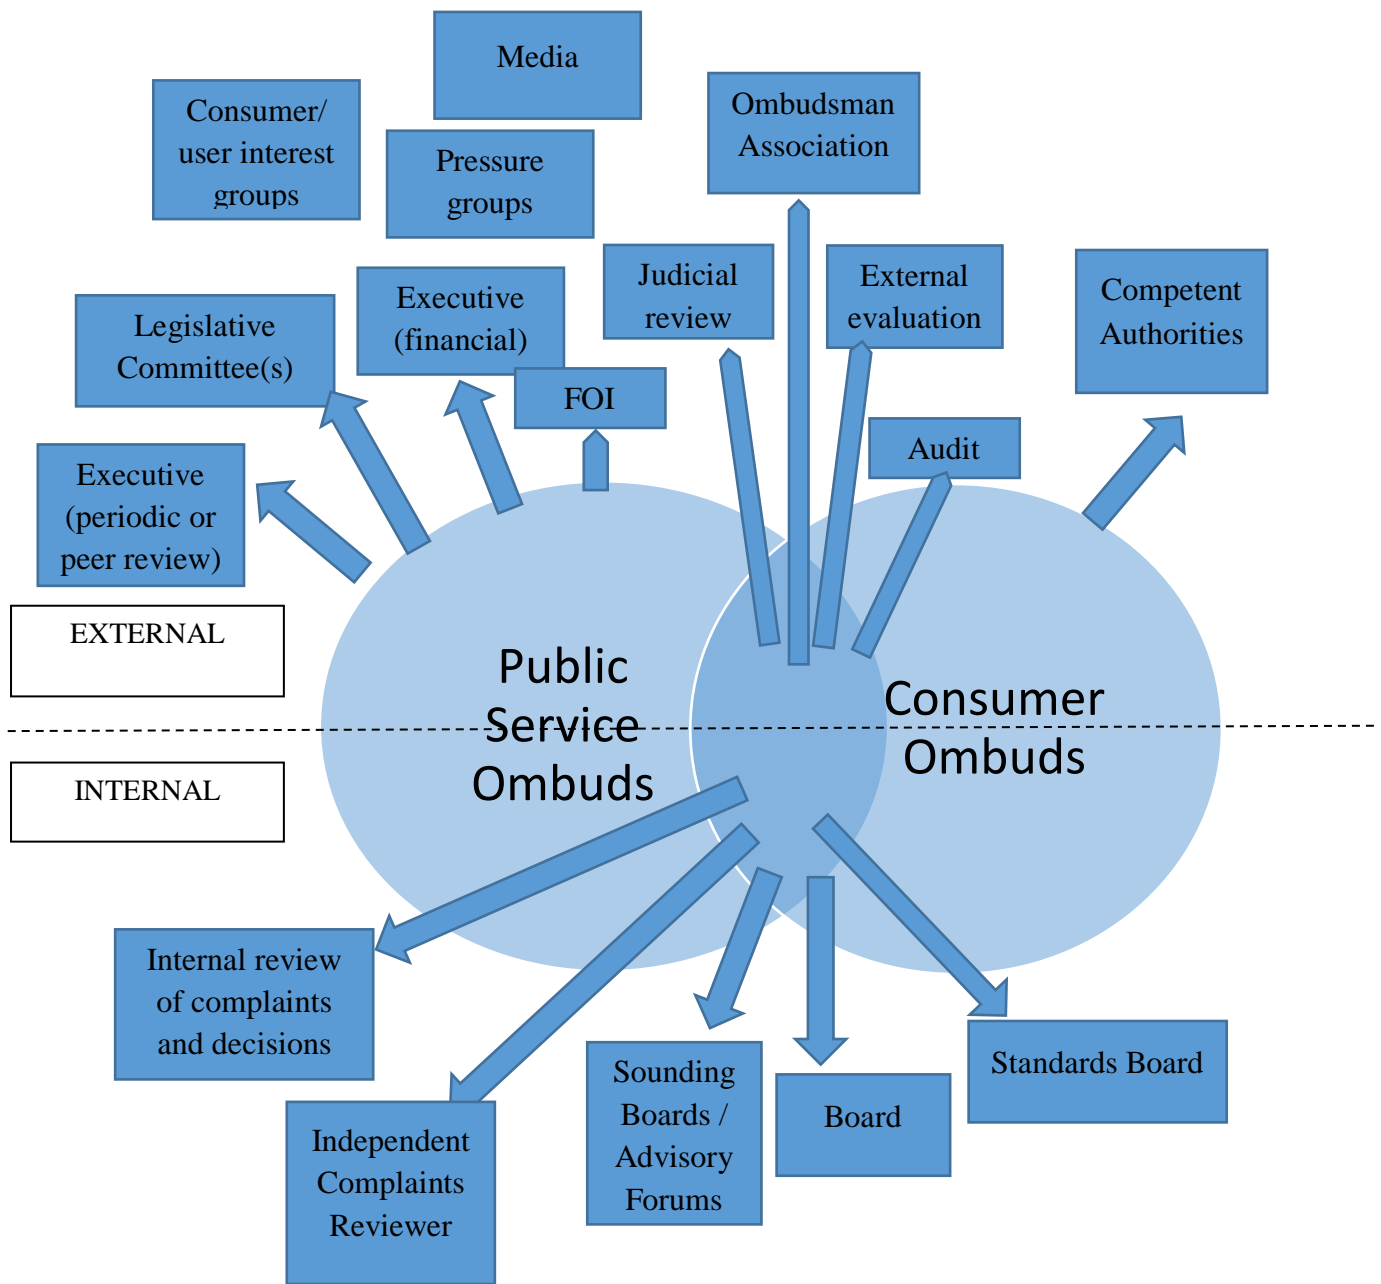 Media
Consumer/
user interest
groups
Ombudsman
Association
Pressure
groups
Judicial
review
External
evaluation
Competent
Authorities
Executive
(financial)
Legislative
Committee(s)
FOI
Audit
Executive
(periodic or
peer review)
EXTERNAL
Public
Service
Ombuds
Consumer
Ombuds
INTERNAL
Internal review
of complaints
and decisions
Independent
Complaints
Reviewer
Sounding
Boards /
Advisory
Forums
Board
Standards Board